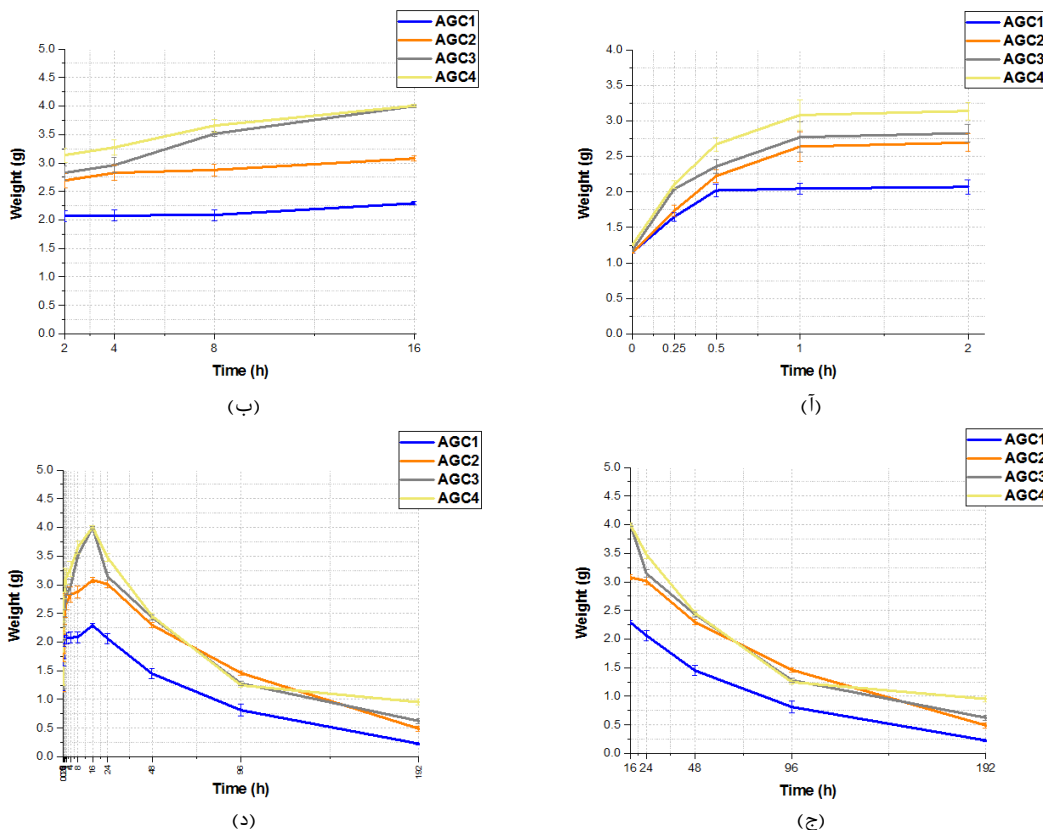 AGC1
AGC2
AGC3
AGC4
5.0
4.5
4.0
3.5
3.0
2.5
2.0
1.5
1.0
0.5
0.0
Weight (g)
2 4 8 16
Time (h)
(ب)
AGC1
AGC2
AGC3
AGC4
4.0
3.5
3.0
2.5
2.0
1.5
1.0
0.5
0.0
Weight (g)
0 0.25 0.5 1 2
Time (h)
(آ)
AGC1
AGC2
AGC3
AGC4
5.0
4.5
4.0
3.5
3.0
2.5
2.0
1.5
1.0
0.5
0.0
Weight (g)
8 16 24 48 96 192
Time (h)
(د)
AGC1
AGC2
AGC3
AGC4
5.0
4.5
4.0
3.5
3.0
2.5
2.0
1.5
1.0
0.5
0.0
Weight (g)
16 24 48 96 192
Time (h)
(ج)